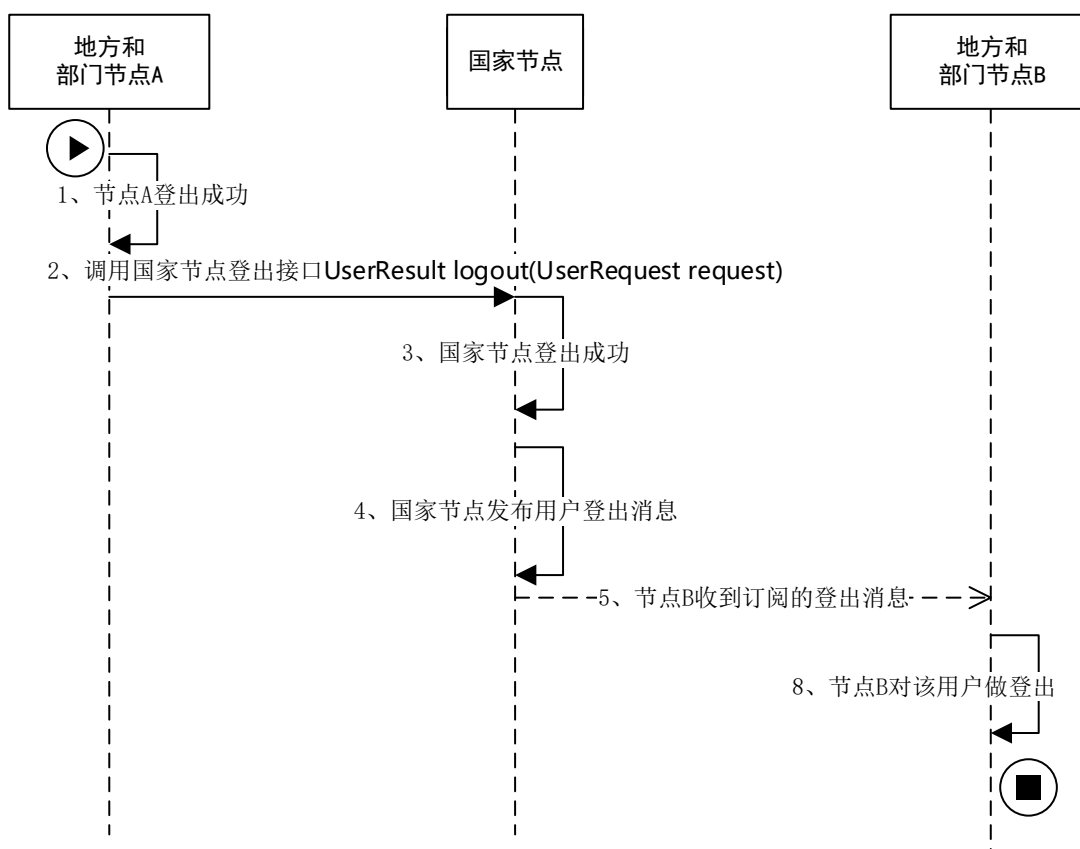 地方和
部门节点A
国家节点
地方和
部门节点B
1、节点A登出成功
2、调用国家节点登出接口UserResult logout(UserRequest request)
3、国家节点登出成功
4、国家节点发布用户登出消息
5、节点B收到订阅的登出消息
8、节点B对该用户做登出